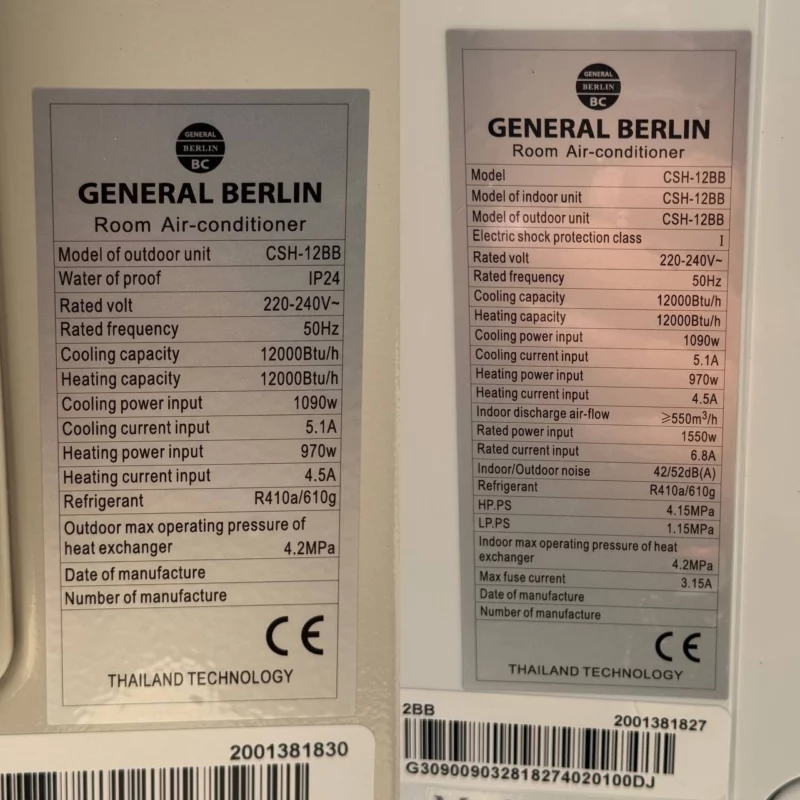 GENERAL
BERLIN
BC
GENERAL BERLIN
Room Air-conditioner
Model of outdoor unit CSH-12BB
Water of proof IP24
Rated volt 220-240V~
Rated frequency 50Hz
Cooling capacity 12000Btu/h
Heating capacity 12000Btu/h
Cooling power input 1090w
Cooling current input 5.1A
Heating power input 970w
Heating current input 4.5A
Refrigerant R410a/610g
Outdoor max operating pressure of
heat exchanger 4.2MPa
Date of manufacture
Number of manufacture
CE
THAILAND TECHNOLOGY
2001381830
GENERAL
BERLIN
BC
GENERAL BERLIN
Room Air-conditioner
Model CSH-12BB
Model of indoor unit CSH-12BB
Model of outdoor unit CSH-12BB
Electric shock protection class I
Rated volt 220-240V~
Rated frequency 50Hz
Cooling capacity 12000Btu/h
Heating capacity 12000Btu/h
Cooling power input 1090w
Cooling current input 5.1A
Heating power input 970w
Heating current input 4.5A
Indoor discharge air-flow ≥550m³/h
Rated power input 1550w
Rated current input 6.8A
Indoor/Outdoor noise 42/52dB(A)
Refrigerant R410a/610g
HP.PS 4.15MPa
LP.PS 1.15MPa
Indoor max operating pressure of heat
exchanger 4.2MPa
Max fuse current 3.15A
Date of manufacture
Number of manufacture
CE
THAILAND TECHNOLOGY
2BB 2001381827
G309009032818274020100DJ